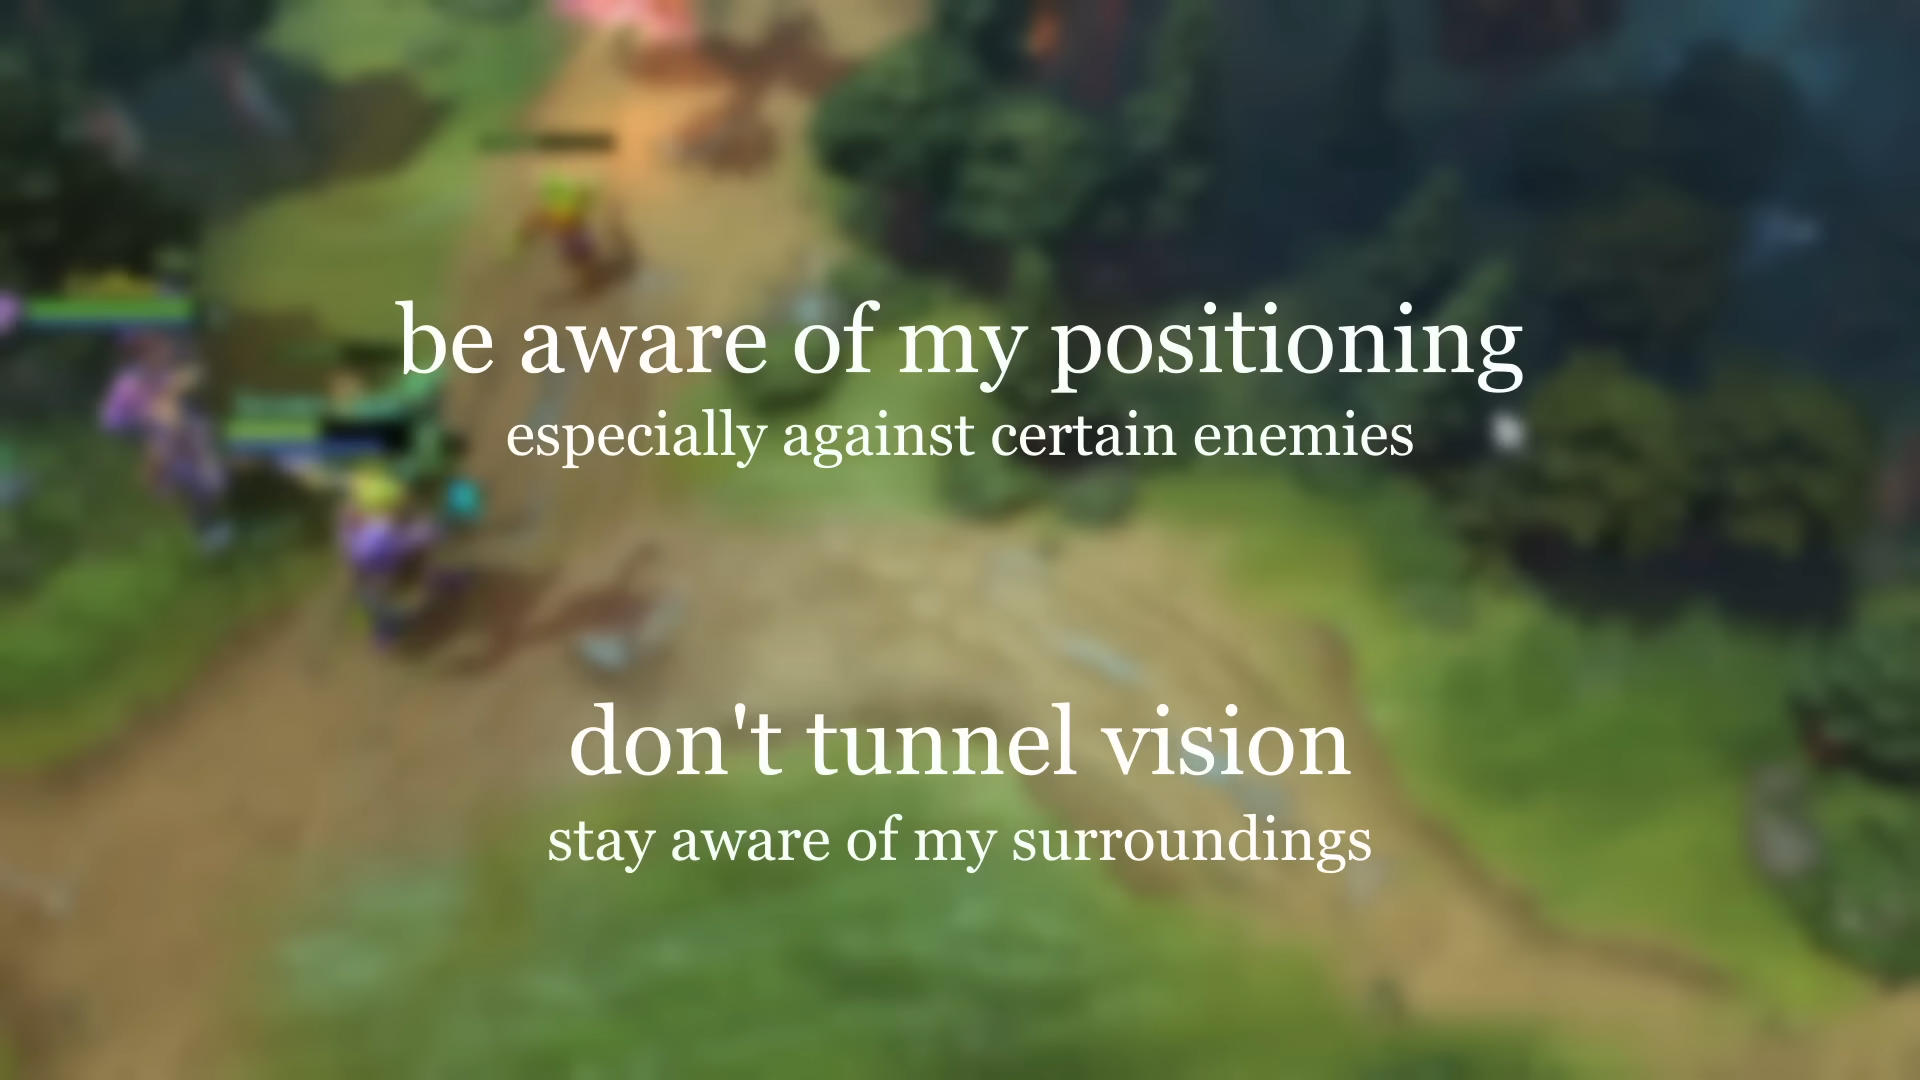 be aware of my positioning
especially against certain enemies
don't tunnel vision
stay aware of my surroundings